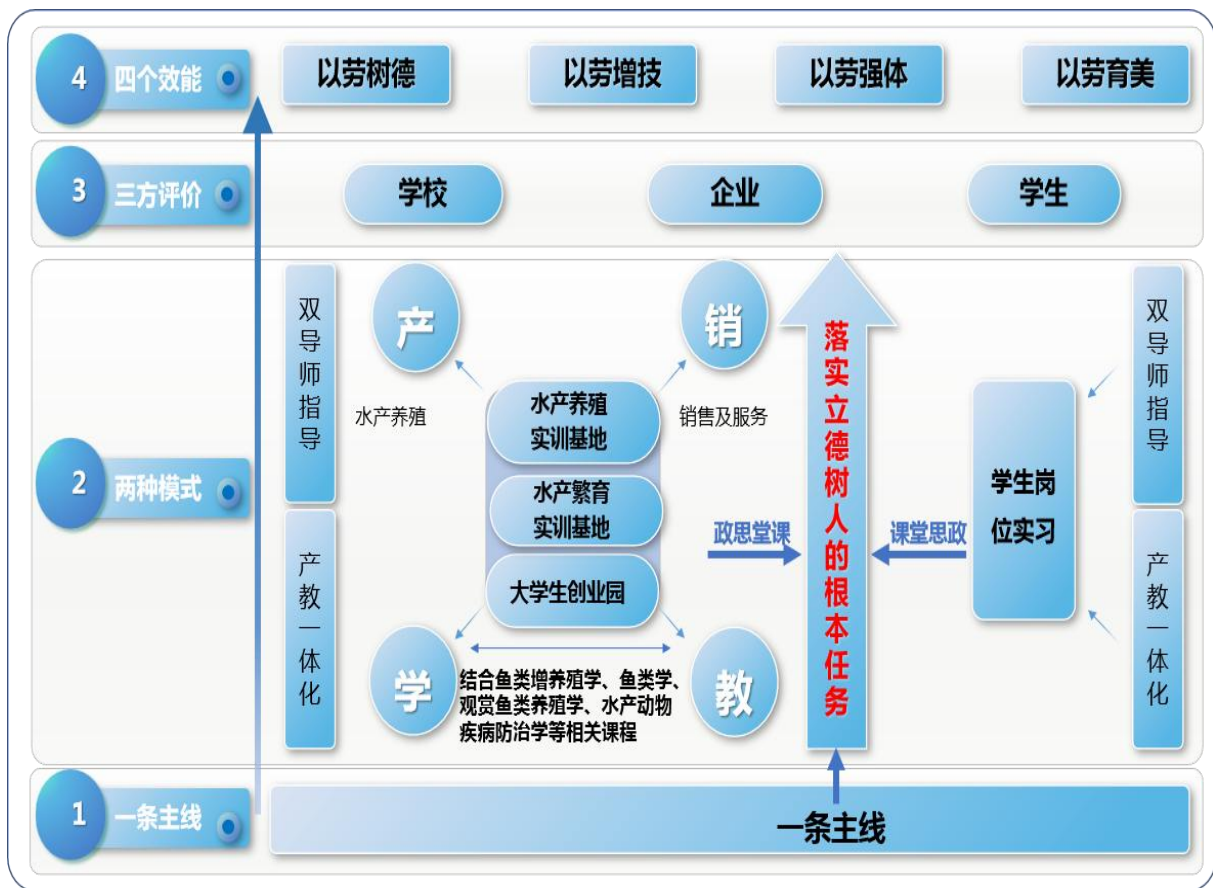 4
四个效能
以劳树德
以劳增技
以劳强体
以劳育美
3
三方评价
学校
企业
学生
2
两种模式
双导师指导
产教一体化
产
销
水产养殖
销售及服务
水产养殖
实训基地
水产繁育
实训基地
大学生创业园
学
教
结合鱼类增养殖学、鱼类学、
观赏鱼类养殖学、水产动物
疾病防治学等相关课程
政思堂课
落实立德树人的根本任务
课堂思政
学生岗
位实习
双导师指导
产教一体化
1
一条主线
一条主线